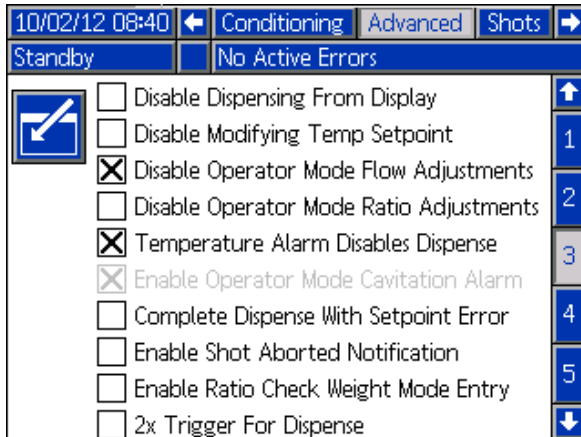 10/02/12 08:40 Conditioning Advanced Shots
Standby No Active Errors
Disable Dispensing From Display
Disable Modifying Temp Setpoint
1
Disable Operator Mode Flow Adjustments
Disable Operator Mode Ratio Adjustments
2
Temperature Alarm Disables Dispense
3
Enable Operator Mode Cavitation Alarm
Complete Dispense With Setpoint Error
4
Enable Shot Aborted Notification
Enable Ratio Check Weight Mode Entry
5
2x Trigger For Dispense